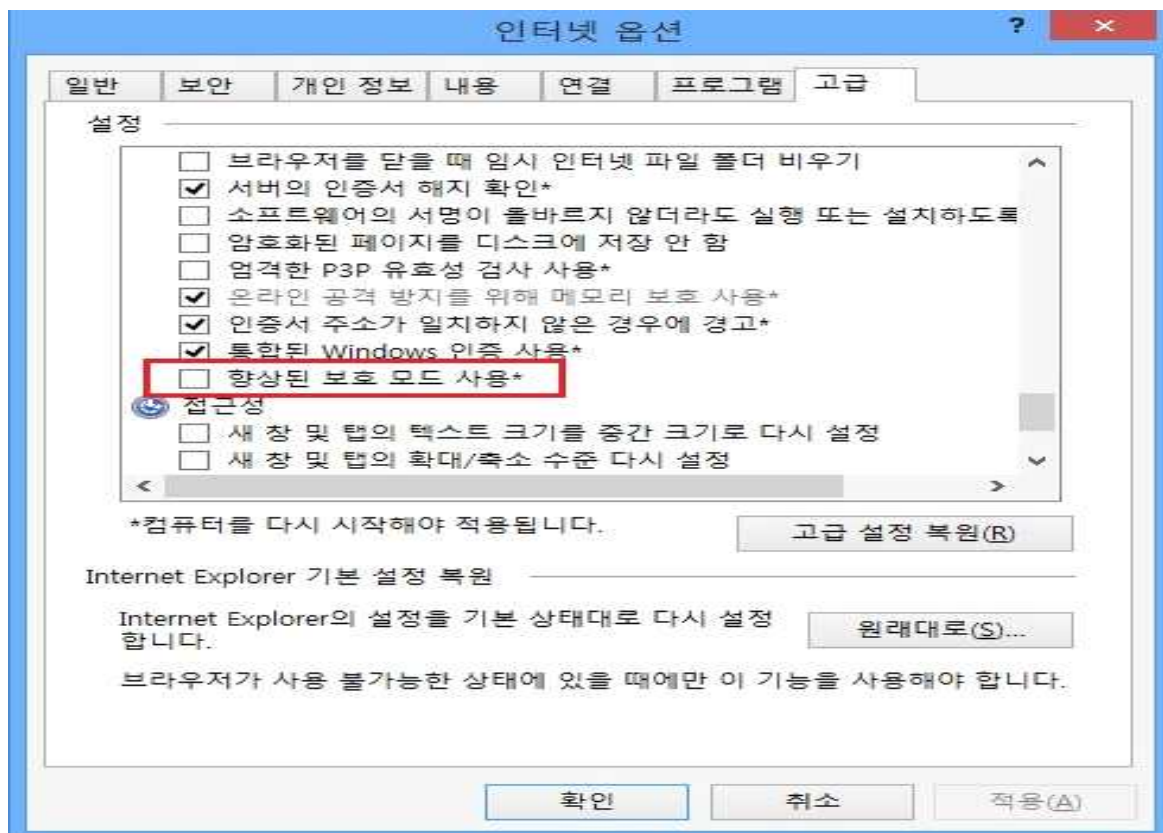 인터넷 옵션
? ×
일반 보안 개인 정보 내용 연결 프로그램 고급
설정
브라우저를 닫을 때 임시 인터넷 파일 폴더 비우기
서버의 인증서 해지 확인*
소프트웨어의 서명이 올바르지 않더라도 실행 또는 설치하도록
암호화된 페이지를 디스크에 저장 안 함
엄격한 P3P 유효성 검사 사용*
온라인 공격 방지를 위해 메모리 보호 사용*
인증서 주소가 일치하지 않은 경우에 경고*
통합된 Windows 인증 사용*
향상된 보호 모드 사용*
접근성
새 창 및 탭의 텍스트 크기를 중간 크기로 다시 설정
새 창 및 탭의 확대/축소 수준 다시 설정
*컴퓨터를 다시 시작해야 적용됩니다.
고급 설정 복원(R)
Internet Explorer 기본 설정 복원
Internet Explorer의 설정을 기본 상태대로 다시 설정
합니다.
원래대로(S)...
브라우저가 사용 불가능한 상태에 있을 때에만 이 기능을 사용해야 합니다.
확인 취소 적용(A)